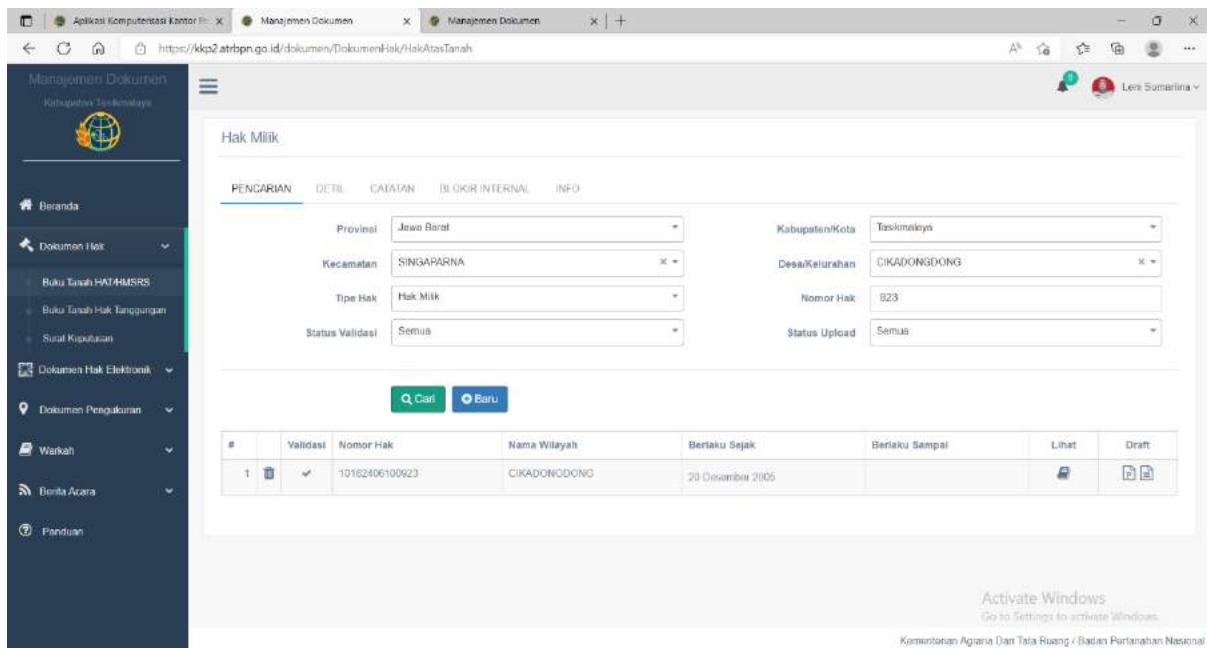 Aplikasi Komputerisasi Kantor Pe
Manajemen Dokumen
Manajemen Dokumen
https://kkp2.atrbpn.go.id/dokumen/DokumenHak/HakAtasTanah
Manajemen Dokumen
Kabupaten Tasikmalaya
0
Leni Sumarlina
Hak Milik
PENCARIAN DETIL CATATAN BLOKIR INTERNAL INFO
Beranda
Dokumen Hak
Buku Tanah HAT/HMSRS
Buku Tanah Hak Tanggungan
Surat Keputusan
Dokumen Hak Elektronik
Dokumen Pengukuran
Warkah
Berita Acara
Panduan
Provinsi Jawa Barat Kabupaten/Kota Tasikmalaya
Kecamatan SINGAPARNA Desa/Kelurahan CIKADONGDONG
Tipe Hak Hak Milik Nomor Hak 923
Status Validasi Semua Status Upload Semua
Cari Baru
# Validasi Nomor Hak Nama Wilayah Berlaku Sejak Berlaku Sampai Lihat Draft
1 10162406100923 CIKADONGDONG 20 Desember 2005
Activate Windows
Go to Settings to activate Windows.
Kementerian Agraria Dan Tata Ruang / Badan Pertanahan Nasional